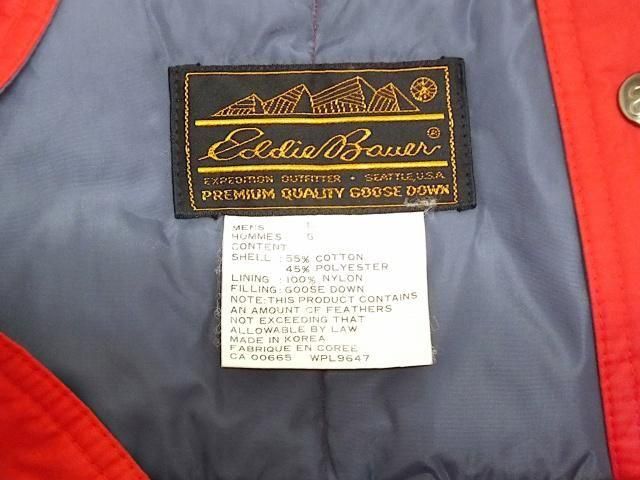 Eddie Bauer®
EXPEDITION OUTFITTER • SEATTLE, U.S.A.
PREMIUM QUALITY GOOSE DOWN
MENS L
HOMMES G
CONTENT
SHELL : 55% COTTON
45% POLYESTER
LINING : 100% NYLON
FILLING: GOOSE DOWN
NOTE: THIS PRODUCT CONTAINS
AN AMOUNT OF FEATHERS
NOT EXCEEDING THAT
ALLOWABLE BY LAW
MADE IN KOREA
FABRIQUE EN COREE
CA 00665 WPL9647